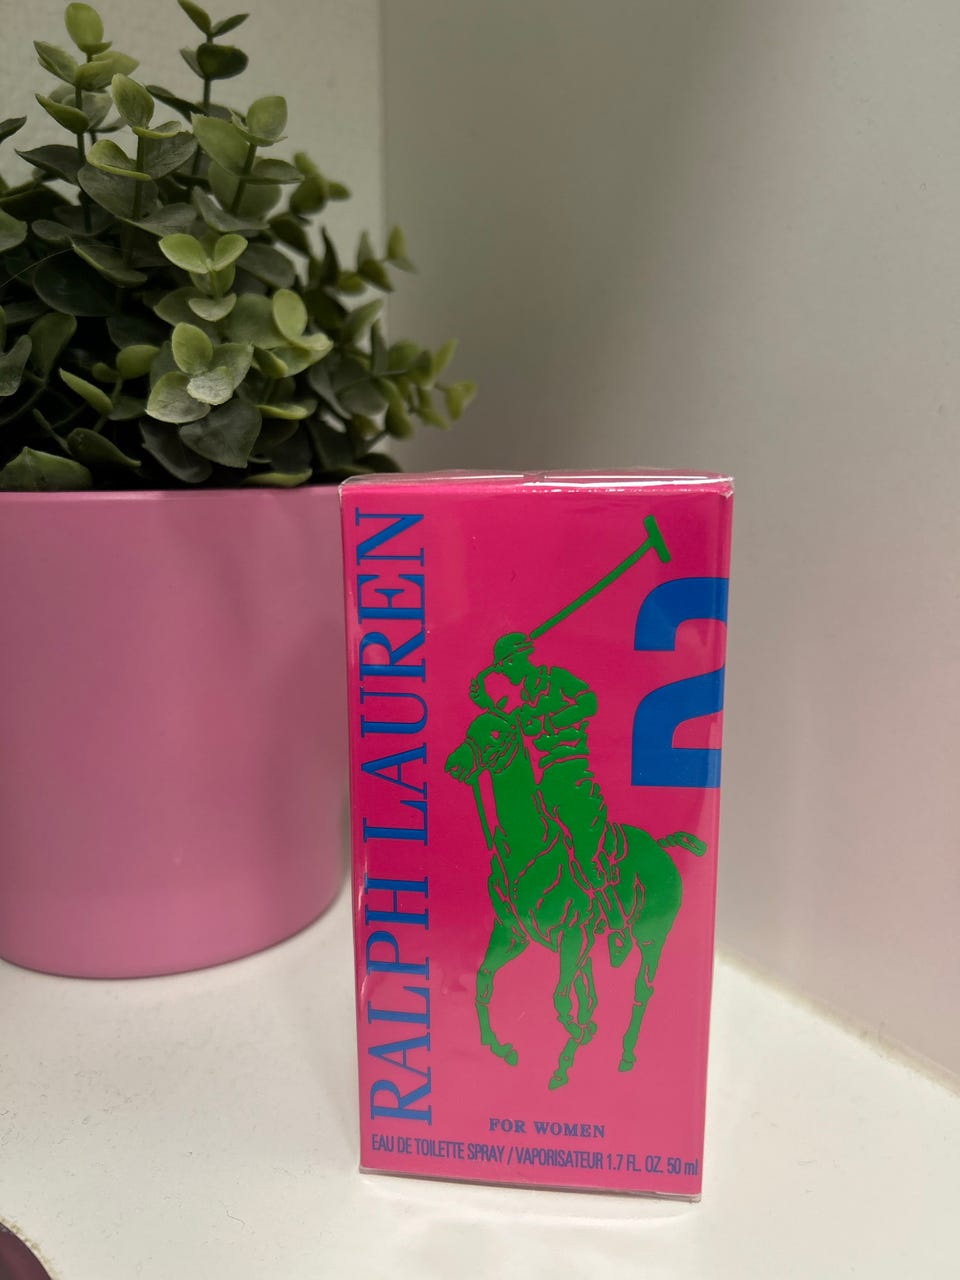 RALPH LAUREN
2
FOR WOMEN
EAU DE TOILETTE SPRAY / VAPORISATEUR 1.7 FL. OZ. 50 ml